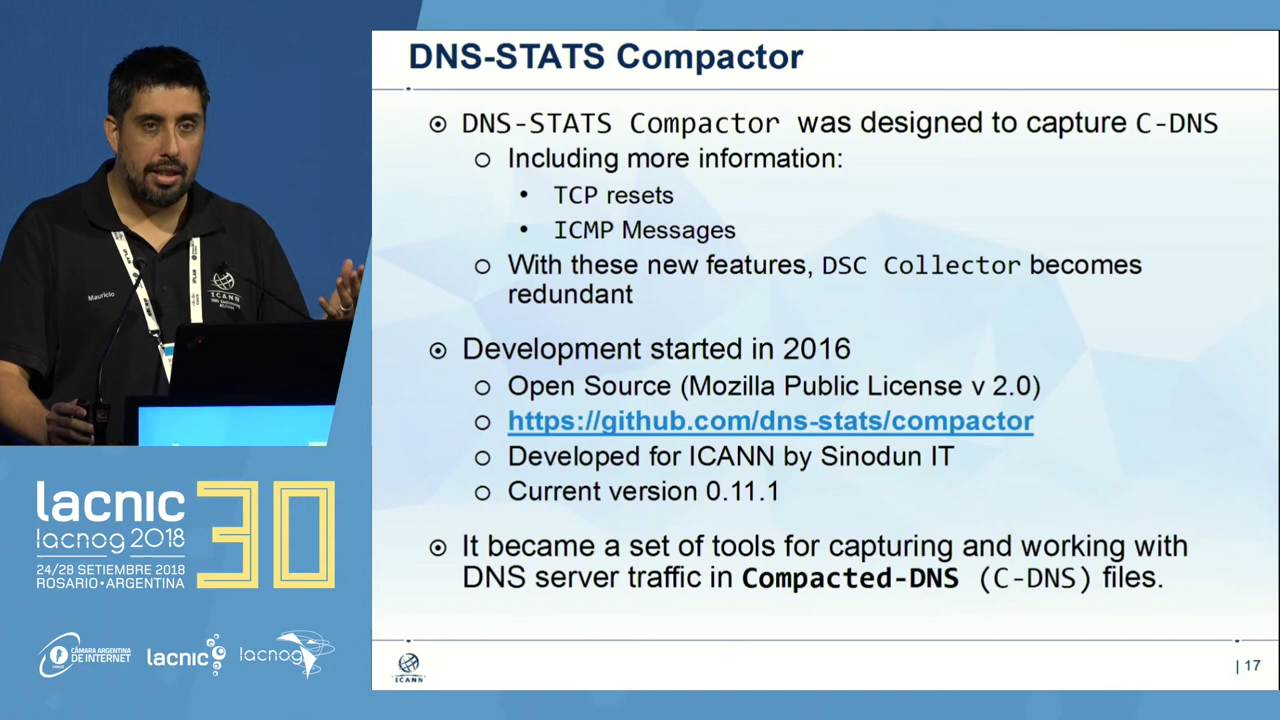 DNS-STATS Compactor
DNS-STATS Compactor was designed to capture C-DNS
Including more information:
TCP resets
ICMP Messages
With these new features, DSC Collector becomes
redundant
Development started in 2016
Open Source (Mozilla Public License v 2.0)
https://github.com/dns-stats/compactor
Developed for ICANN by Sinodun IT
Current version 0.11.1
It became a set of tools for capturing and working with
DNS server traffic in Compacted-DNS (C-DNS) files.
ICANN
| 17
Mauricio
IPLAN
ICANN
lacnic
lacnog 2018
30
24/28 SETIEMBRE 2018
ROSARIO • ARGENTINA
CÁMARA ARGENTINA
DE INTERNET
lacnic
lacnog